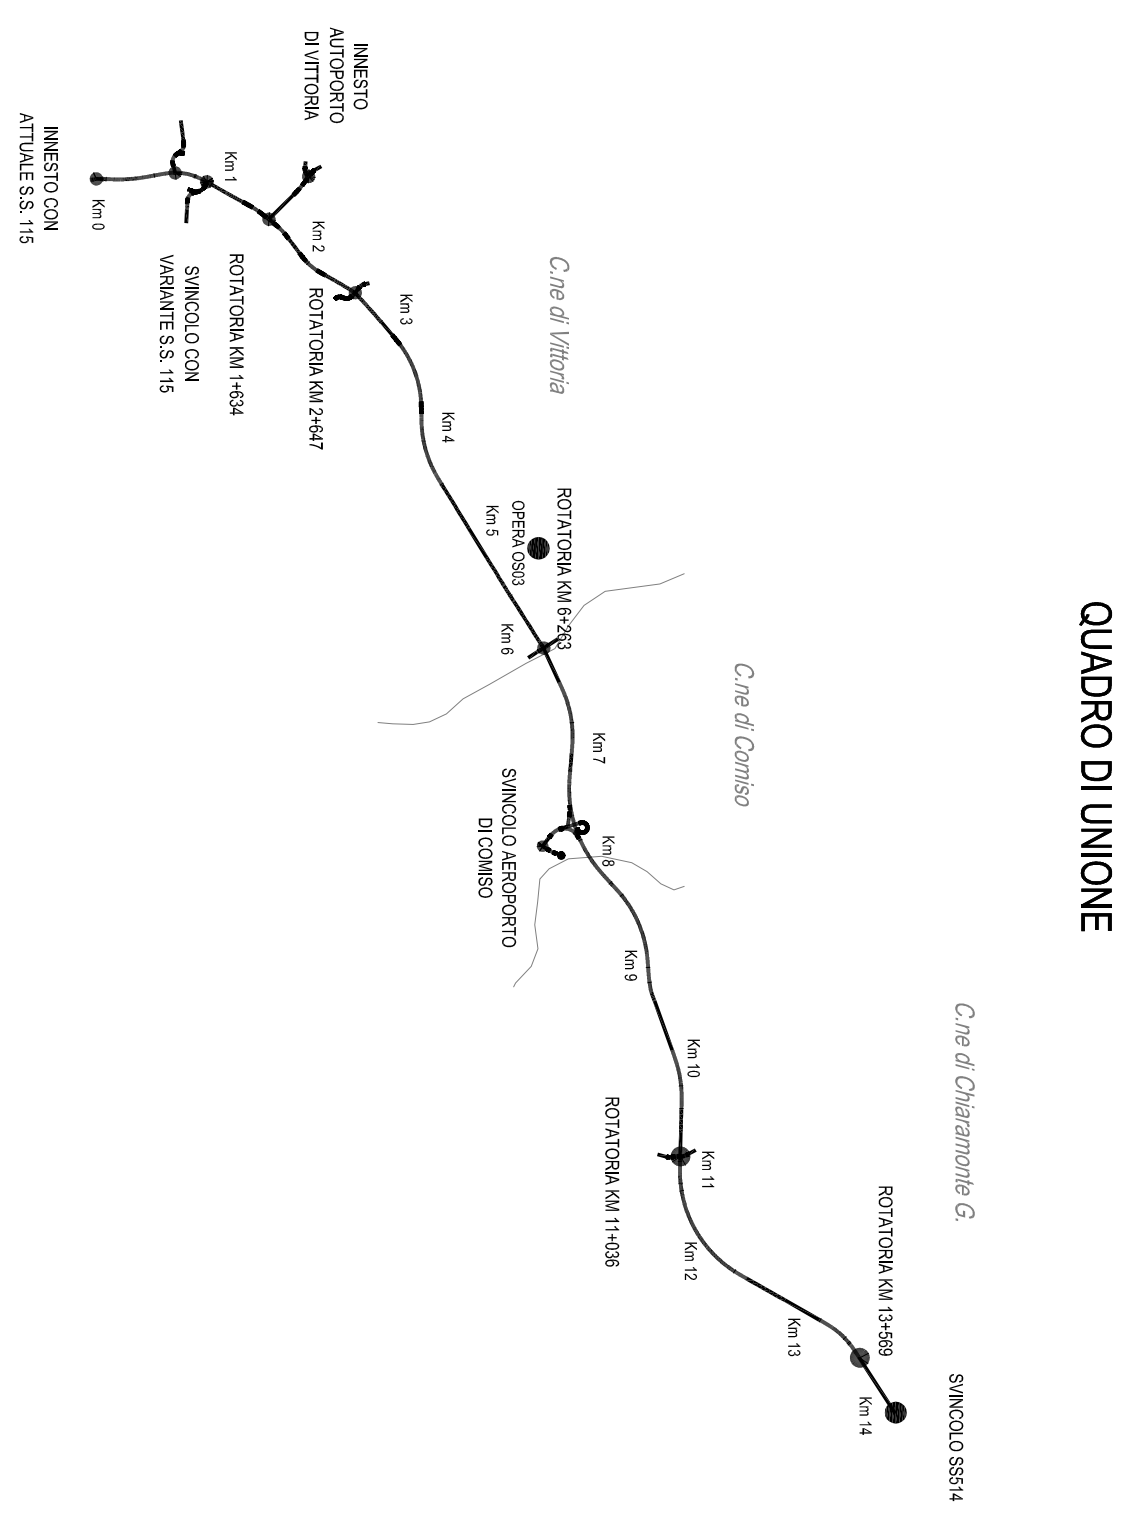 QUADRO DI UNIONE
INNESTO
AUTOPORTO
DI VITTORIA
INNESTO CON
ATTUALE S.S. 115
Km 0
Km 1
SVINCOLO CON
VARIANTE S.S. 115
ROTATORIA KM 1+634
Km 2
ROTATORIA KM 2+647
Km 3
C.ne di Vittoria
Km 4
Km 5
OPERA OS03
ROTATORIA KM 6+263
Km 6
C.ne di Comiso
Km 7
SVINCOLO AEROPORTO
DI COMISO
Km 8
Km 9
C.ne di Chiaramonte G.
Km 10
ROTATORIA KM 11+036
Km 11
Km 12
ROTATORIA KM 13+569
Km 13
Km 14
SVINCOLO SS514